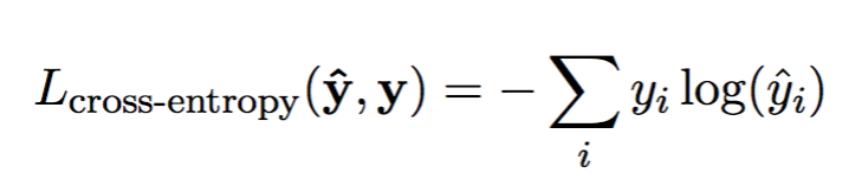 L_cross-entropy(ŷ, y) = − ∑_i y_i log(ŷ_i)